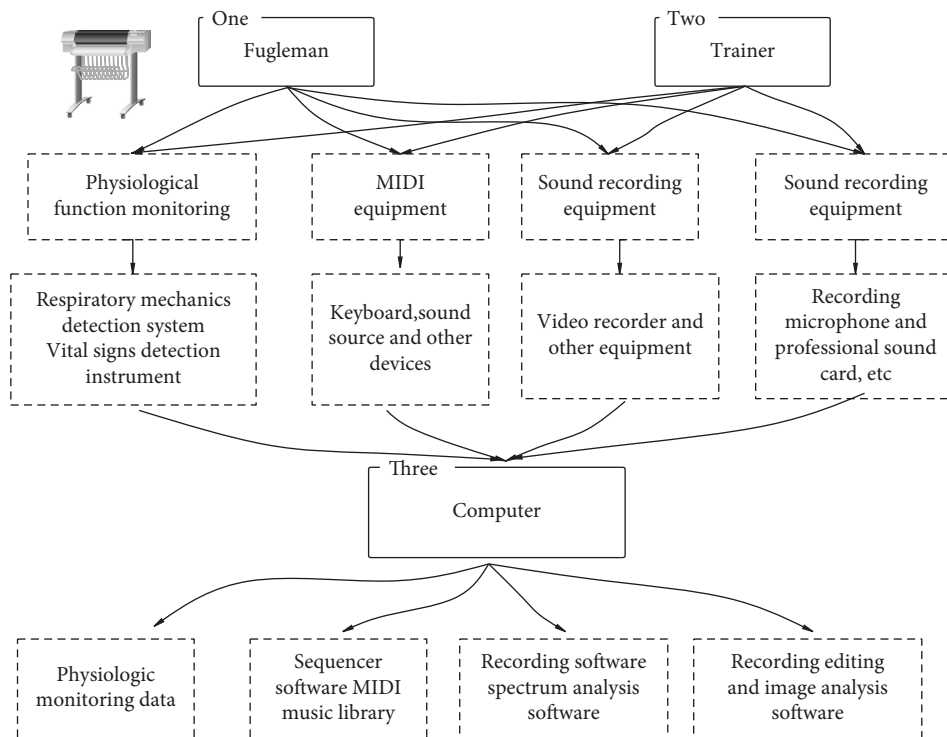 One
Fugleman
Two
Trainer
Physiological
function monitoring
MIDI
equipment
Sound recording
equipment
Sound recording
equipment
Respiratory mechanics
detection system
Vital signs detection
instrument
Keyboard,sound
source and other
devices
Video recorder and
other equipment
Recording
microphone and
professional sound
card, etc
Three
Computer
Physiologic
monitoring data
Sequencer
software MIDI
music library
Recording software
spectrum analysis
software
Recording editing
and image analysis
software